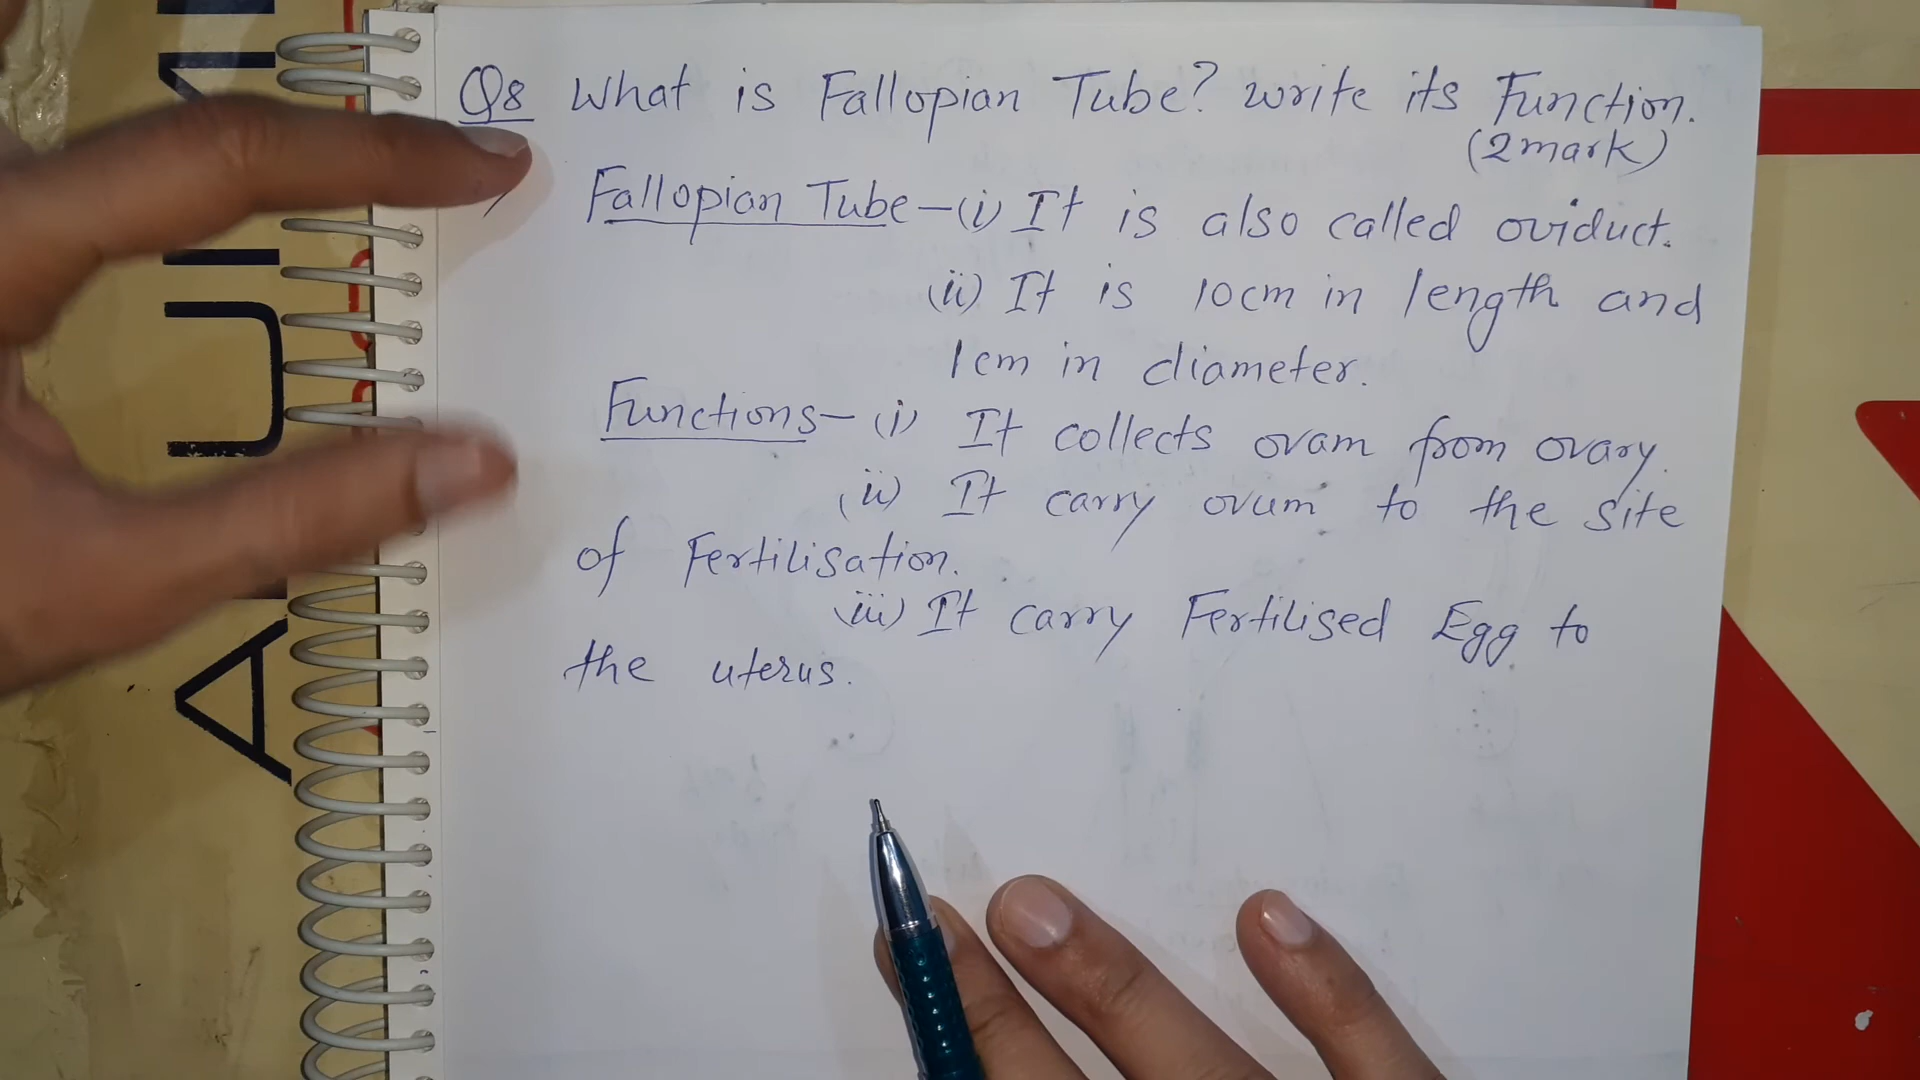 Q8 What is Fallopian Tube? write its Function.
(2 mark)
Fallopian Tube - (i) It is also called oviduct.
(ii) It is 10cm in length and
1cm in diameter.
Functions - (i) It collects ovam from ovary.
(ii) It carry ovum to the site
of Fertilisation.
(iii) It carry Fertilised Egg to
the uterus.